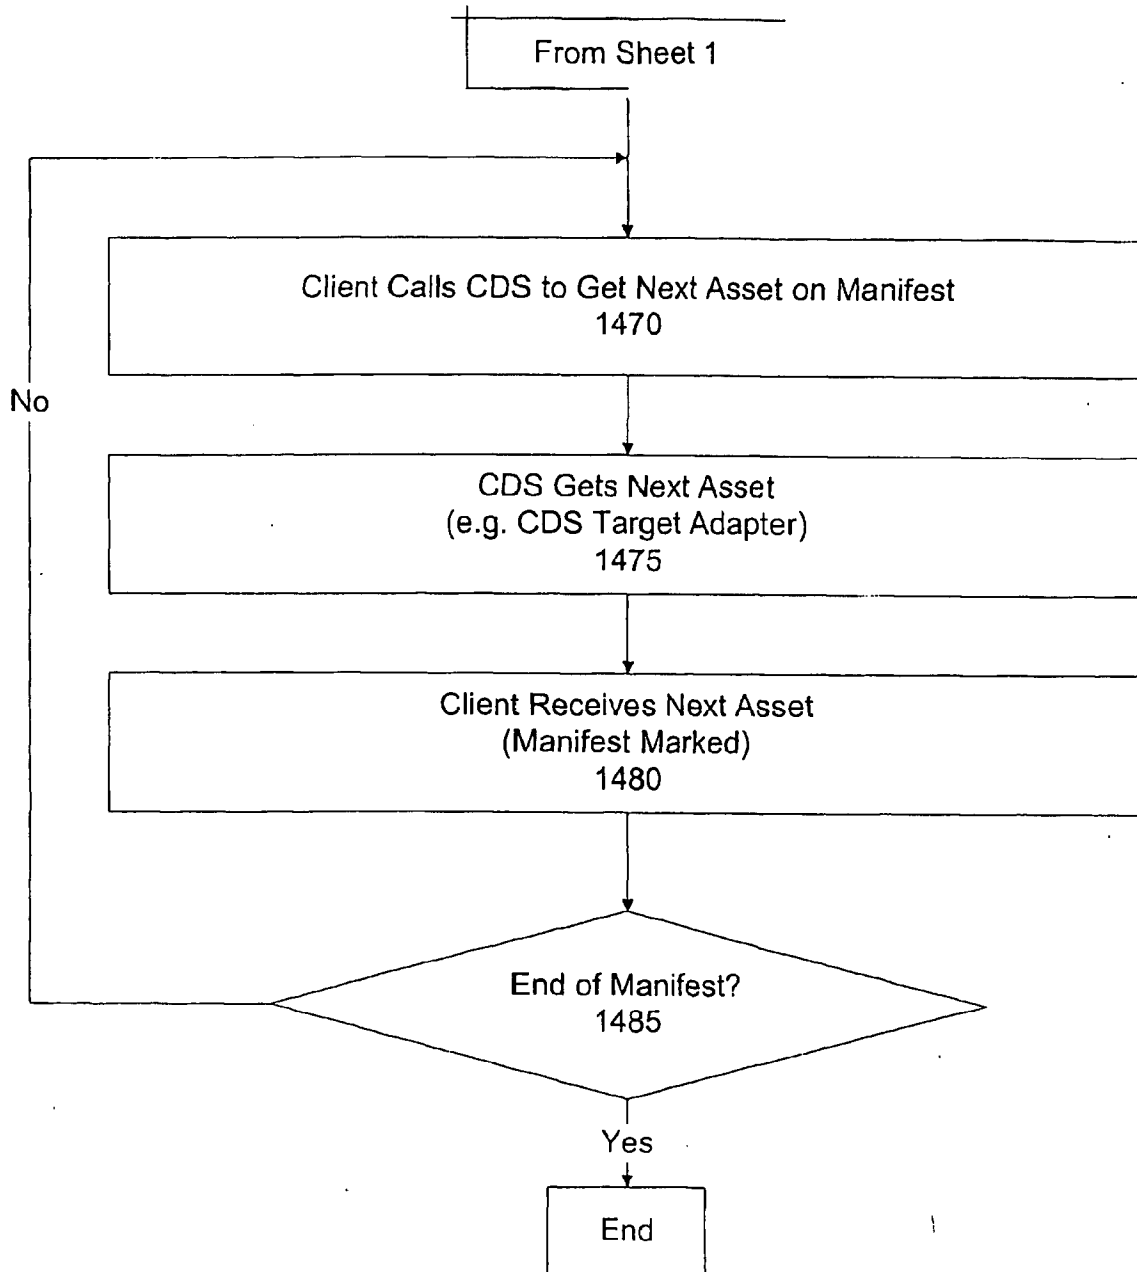 From Sheet 1
Client Calls CDS to Get Next Asset on Manifest
1470
No
CDS Gets Next Asset
(e.g. CDS Target Adapter)
1475
Client Receives Next Asset
(Manifest Marked)
1480
End of Manifest?
1485
Yes
End